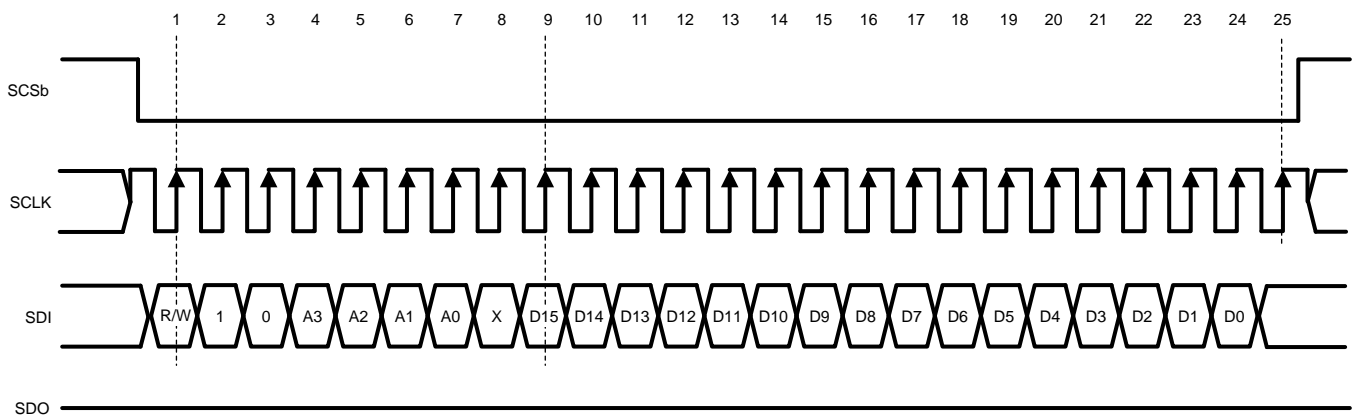 1 2 3 4 5 6 7 8 9 10 11 12 13 14 15 16 17 18 19 20 21 22 23 24 25
SCSb
SCLK
SDI R/W 1 0 A3 A2 A1 A0 X D15 D14 D13 D12 D11 D10 D9 D8 D7 D6 D5 D4 D3 D2 D1 D0
SDO